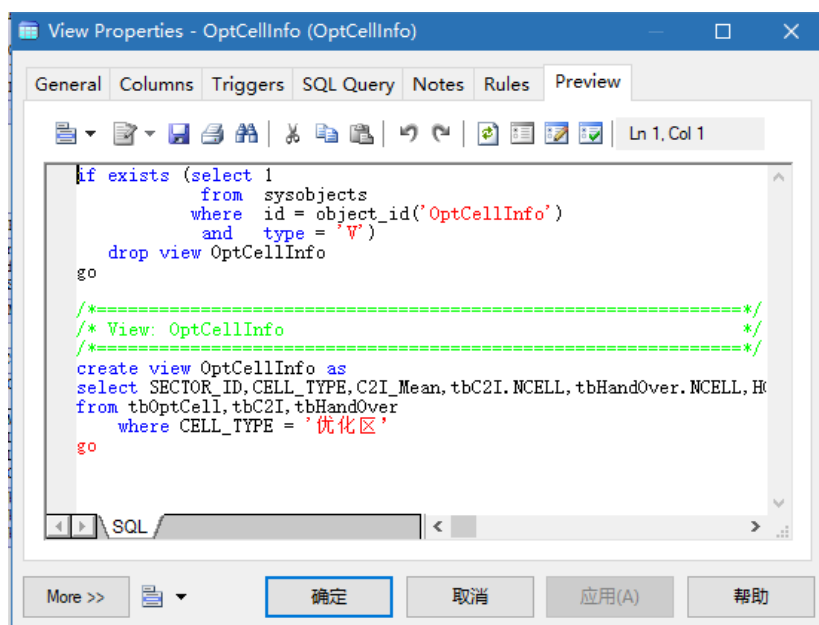 View Properties - OptCellInfo (OptCellInfo)
General Columns Triggers SQL Query Notes Rules Preview
Ln 1, Col 1
if exists (select 1
from sysobjects
where id = object_id('OptCellInfo')
and type = 'V')
drop view OptCellInfo
go
/*==============================================================*/
/* View: OptCellInfo */
/*==============================================================*/
create view OptCellInfo as
select SECTOR_ID,CELL_TYPE,C2I_Mean,tbC2I.NCELL,tbHandOver.NCELL,HO
from tbOptCell,tbC2I,tbHandOver
where CELL_TYPE = '优化区'
go
SQL
More >> 确定 取消 应用(A) 帮助